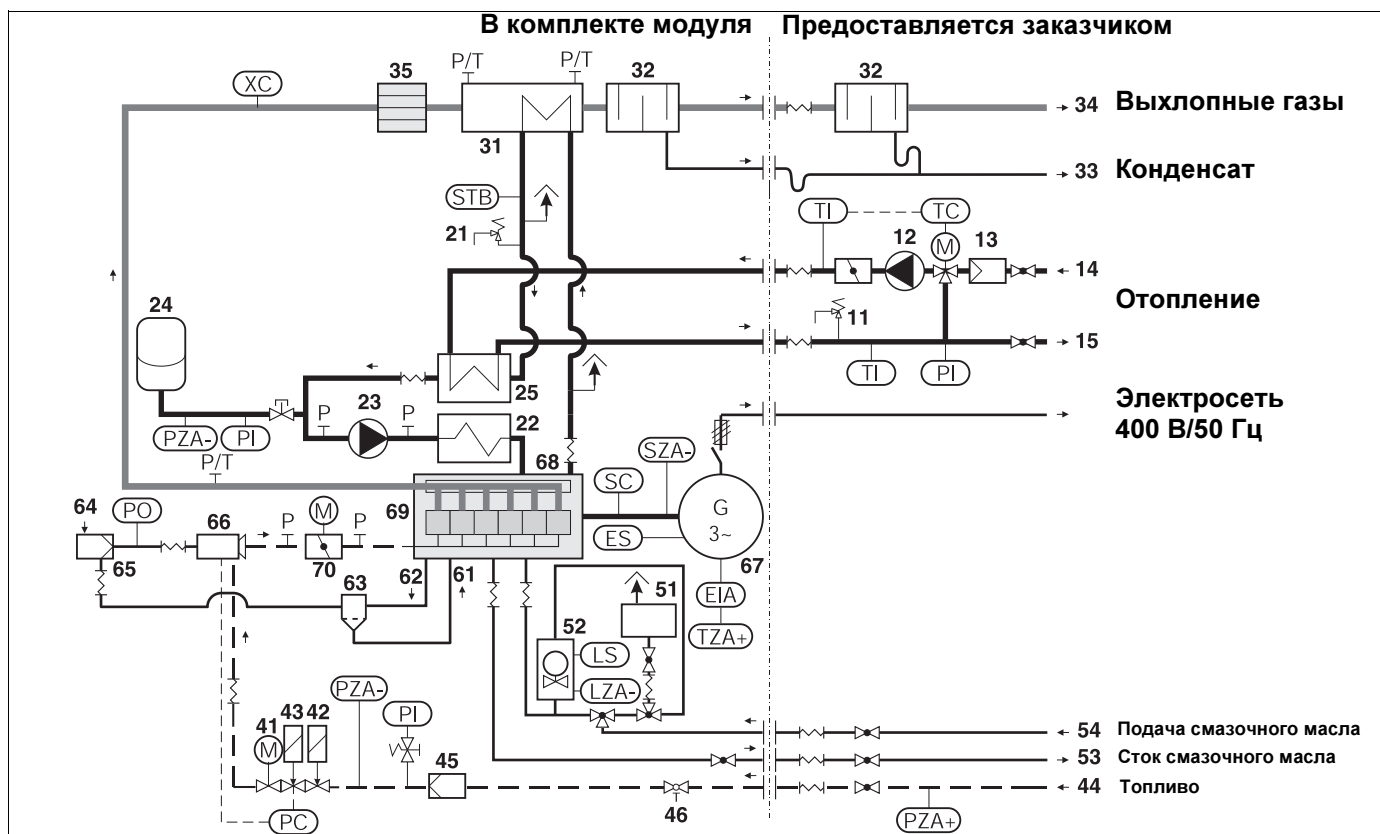 В комплекте модуля
Предоставляется заказчиком
P/T
P/T
35
32
32
XC
34 Выхлопные газы
31
33 Конденсат
STB
TI
TC
21
12
M
13
14
24
11
Отопление
15
25
TI
PI
23
22
Электросеть
P
P
400 В/50 Гц
PZA-
PI
SZA-
P/T
68
SC
G
3~
64
PO
66
P
M
P
69
ES
65
70
62
61
67
63
51
EIA
52
LS
TZA+
PZA-
LZA-
43
42
PI
41
M
54 Подача смазочного масла
45
53 Сток смазочного масла
44 Топливо
46
PC
PZA+